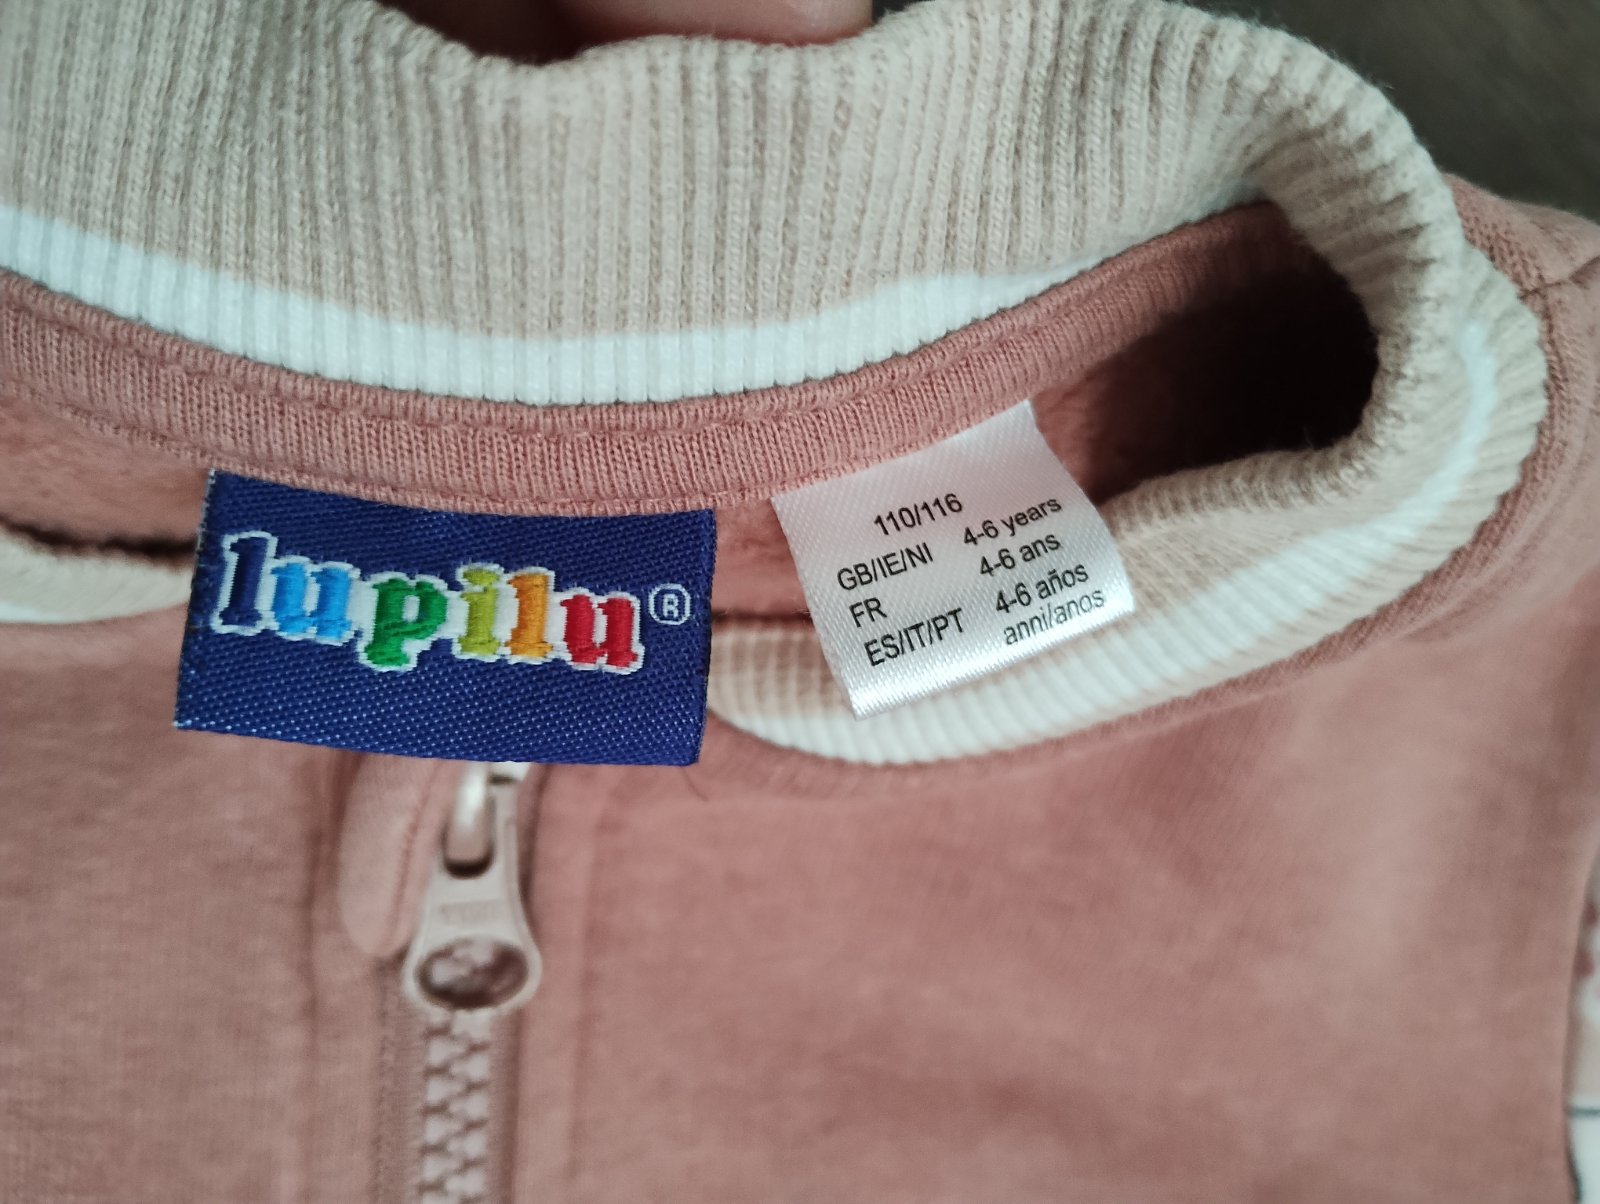 lupilu®
110/116
GB/IE/NI 4-6 years
FR 4-6 ans
ES/IT/PT 4-6 años
anni/anos